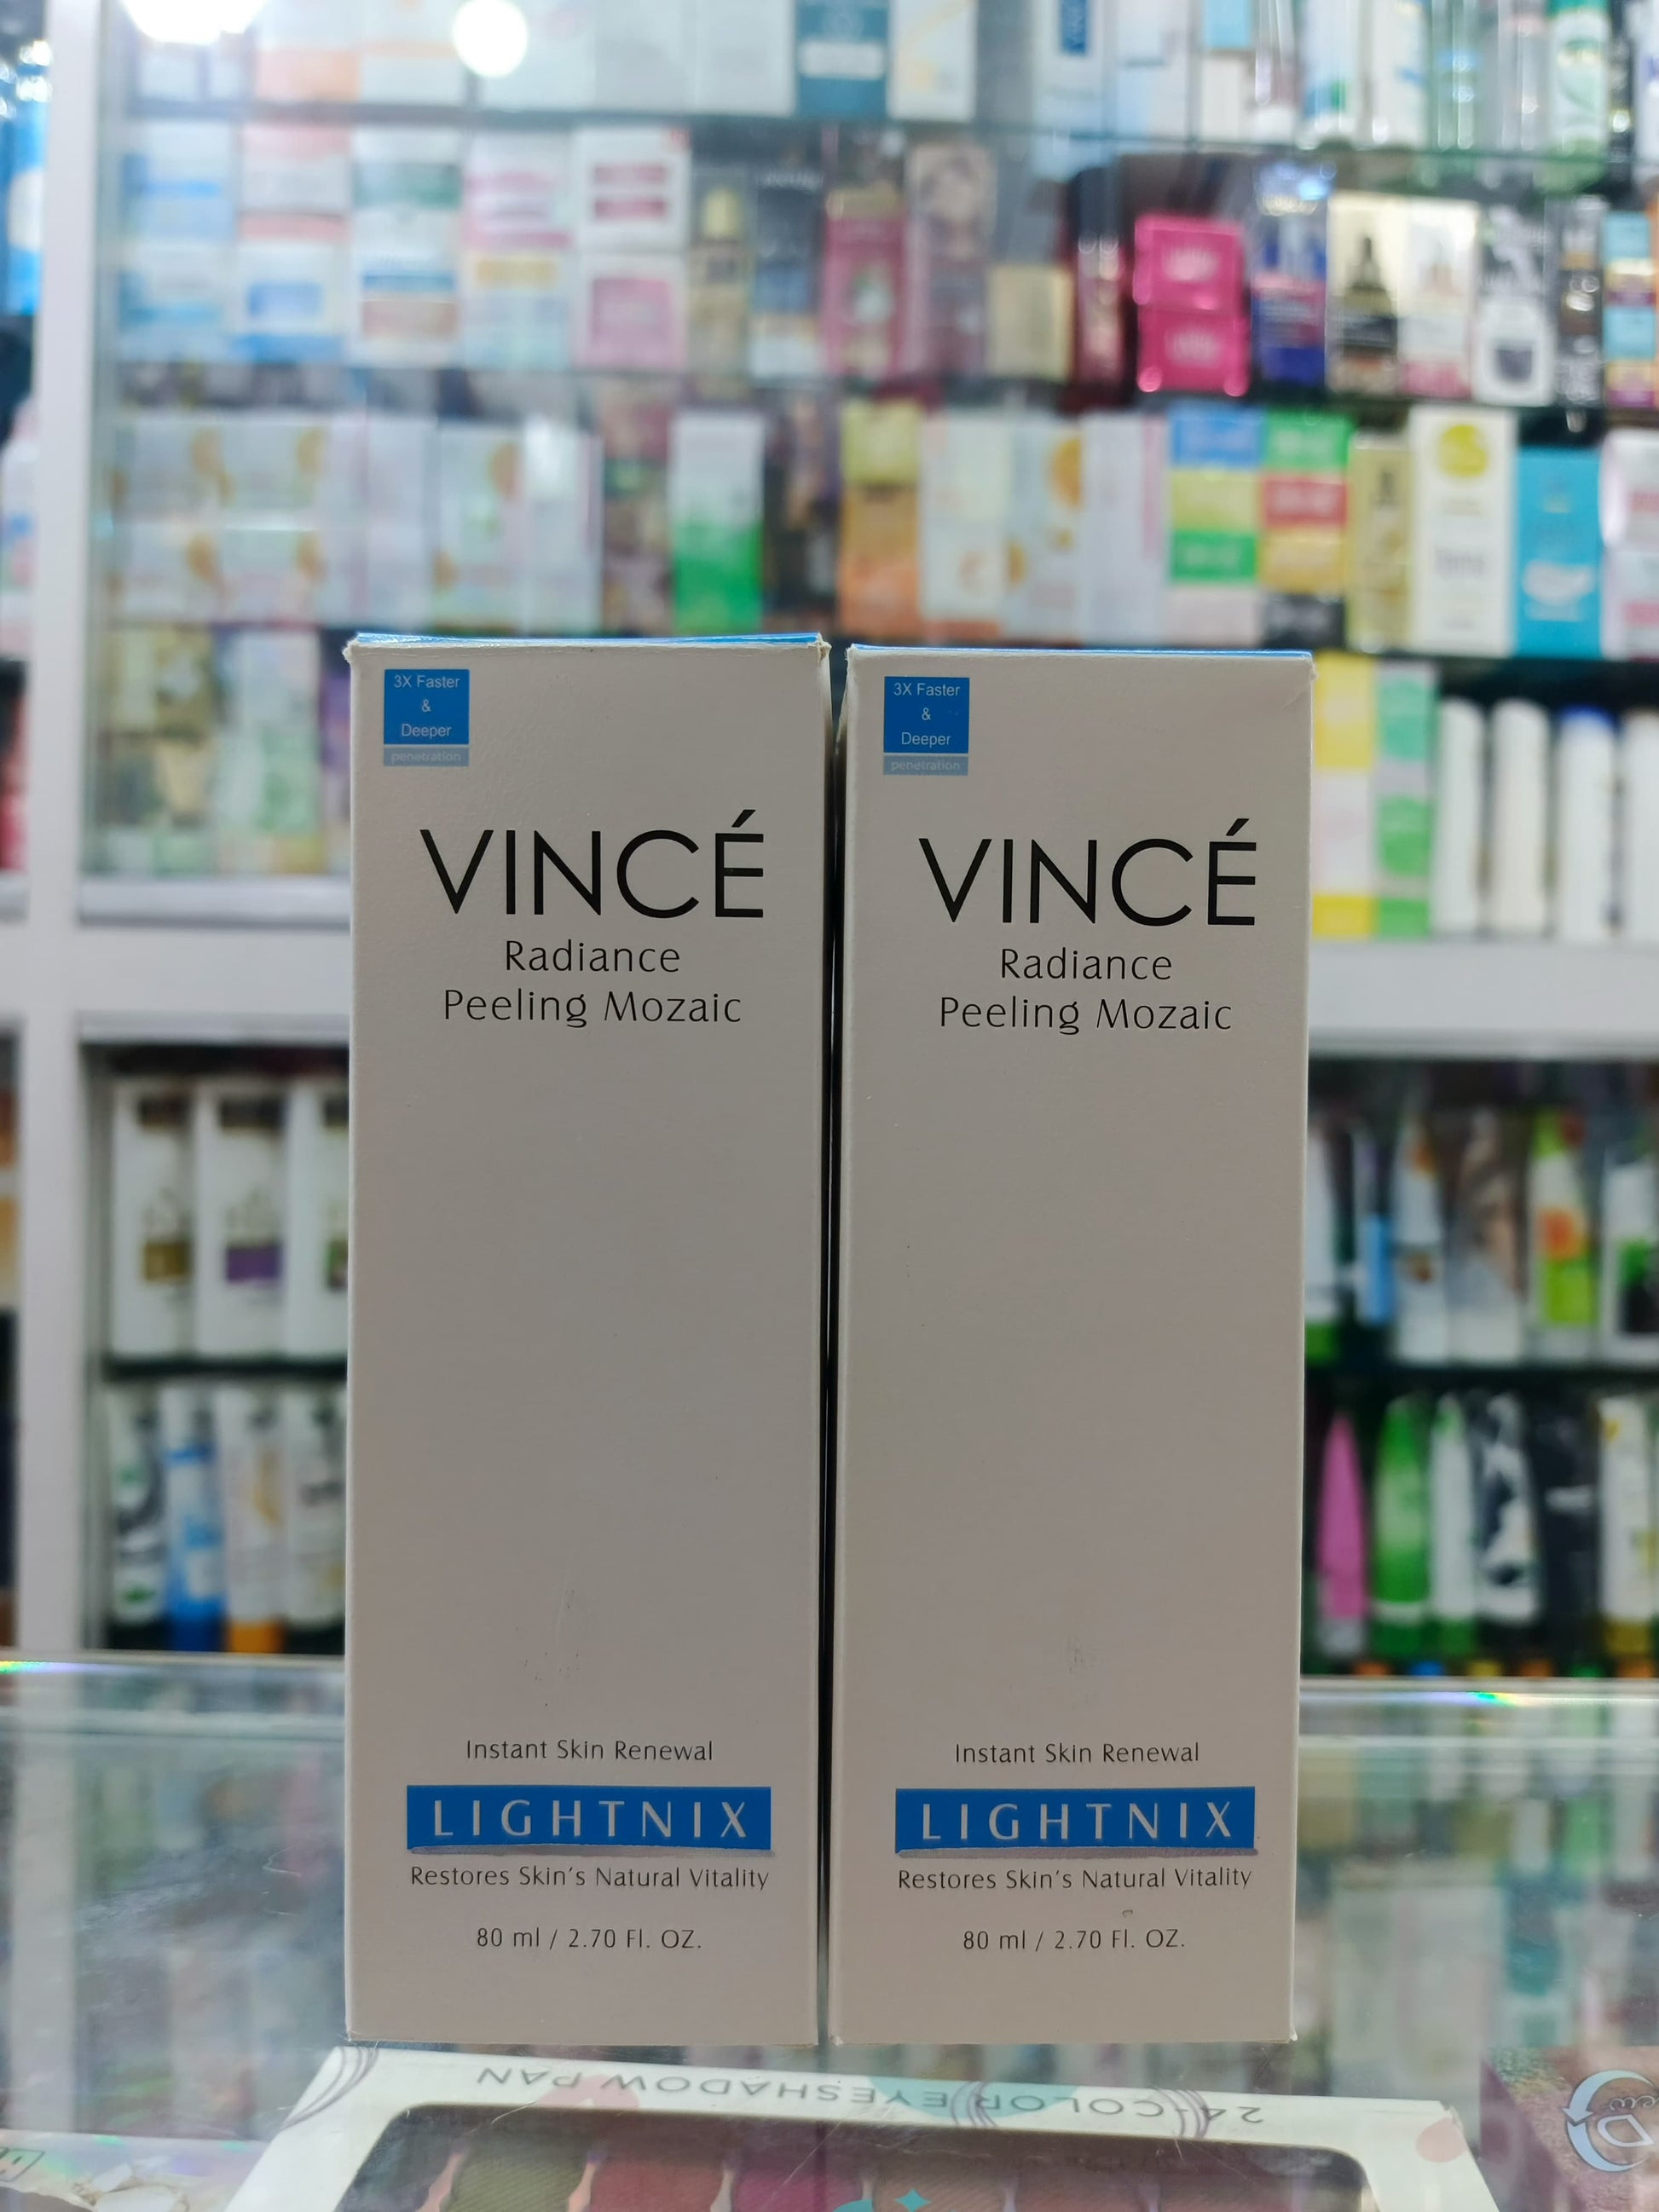 3X Faster
&
Deeper
penetration
VINCÉ
Radiance
Peeling Mozaic
Instant Skin Renewal
LIGHTNIX
Restores Skin's Natural Vitality
80 ml / 2.70 Fl. OZ.
3X Faster
&
Deeper
penetration
VINCÉ
Radiance
Peeling Mozaic
Instant Skin Renewal
LIGHTNIX
Restores Skin's Natural Vitality
80 ml / 2.70 Fl. OZ.
24-COLOR EYESHADOW PAN